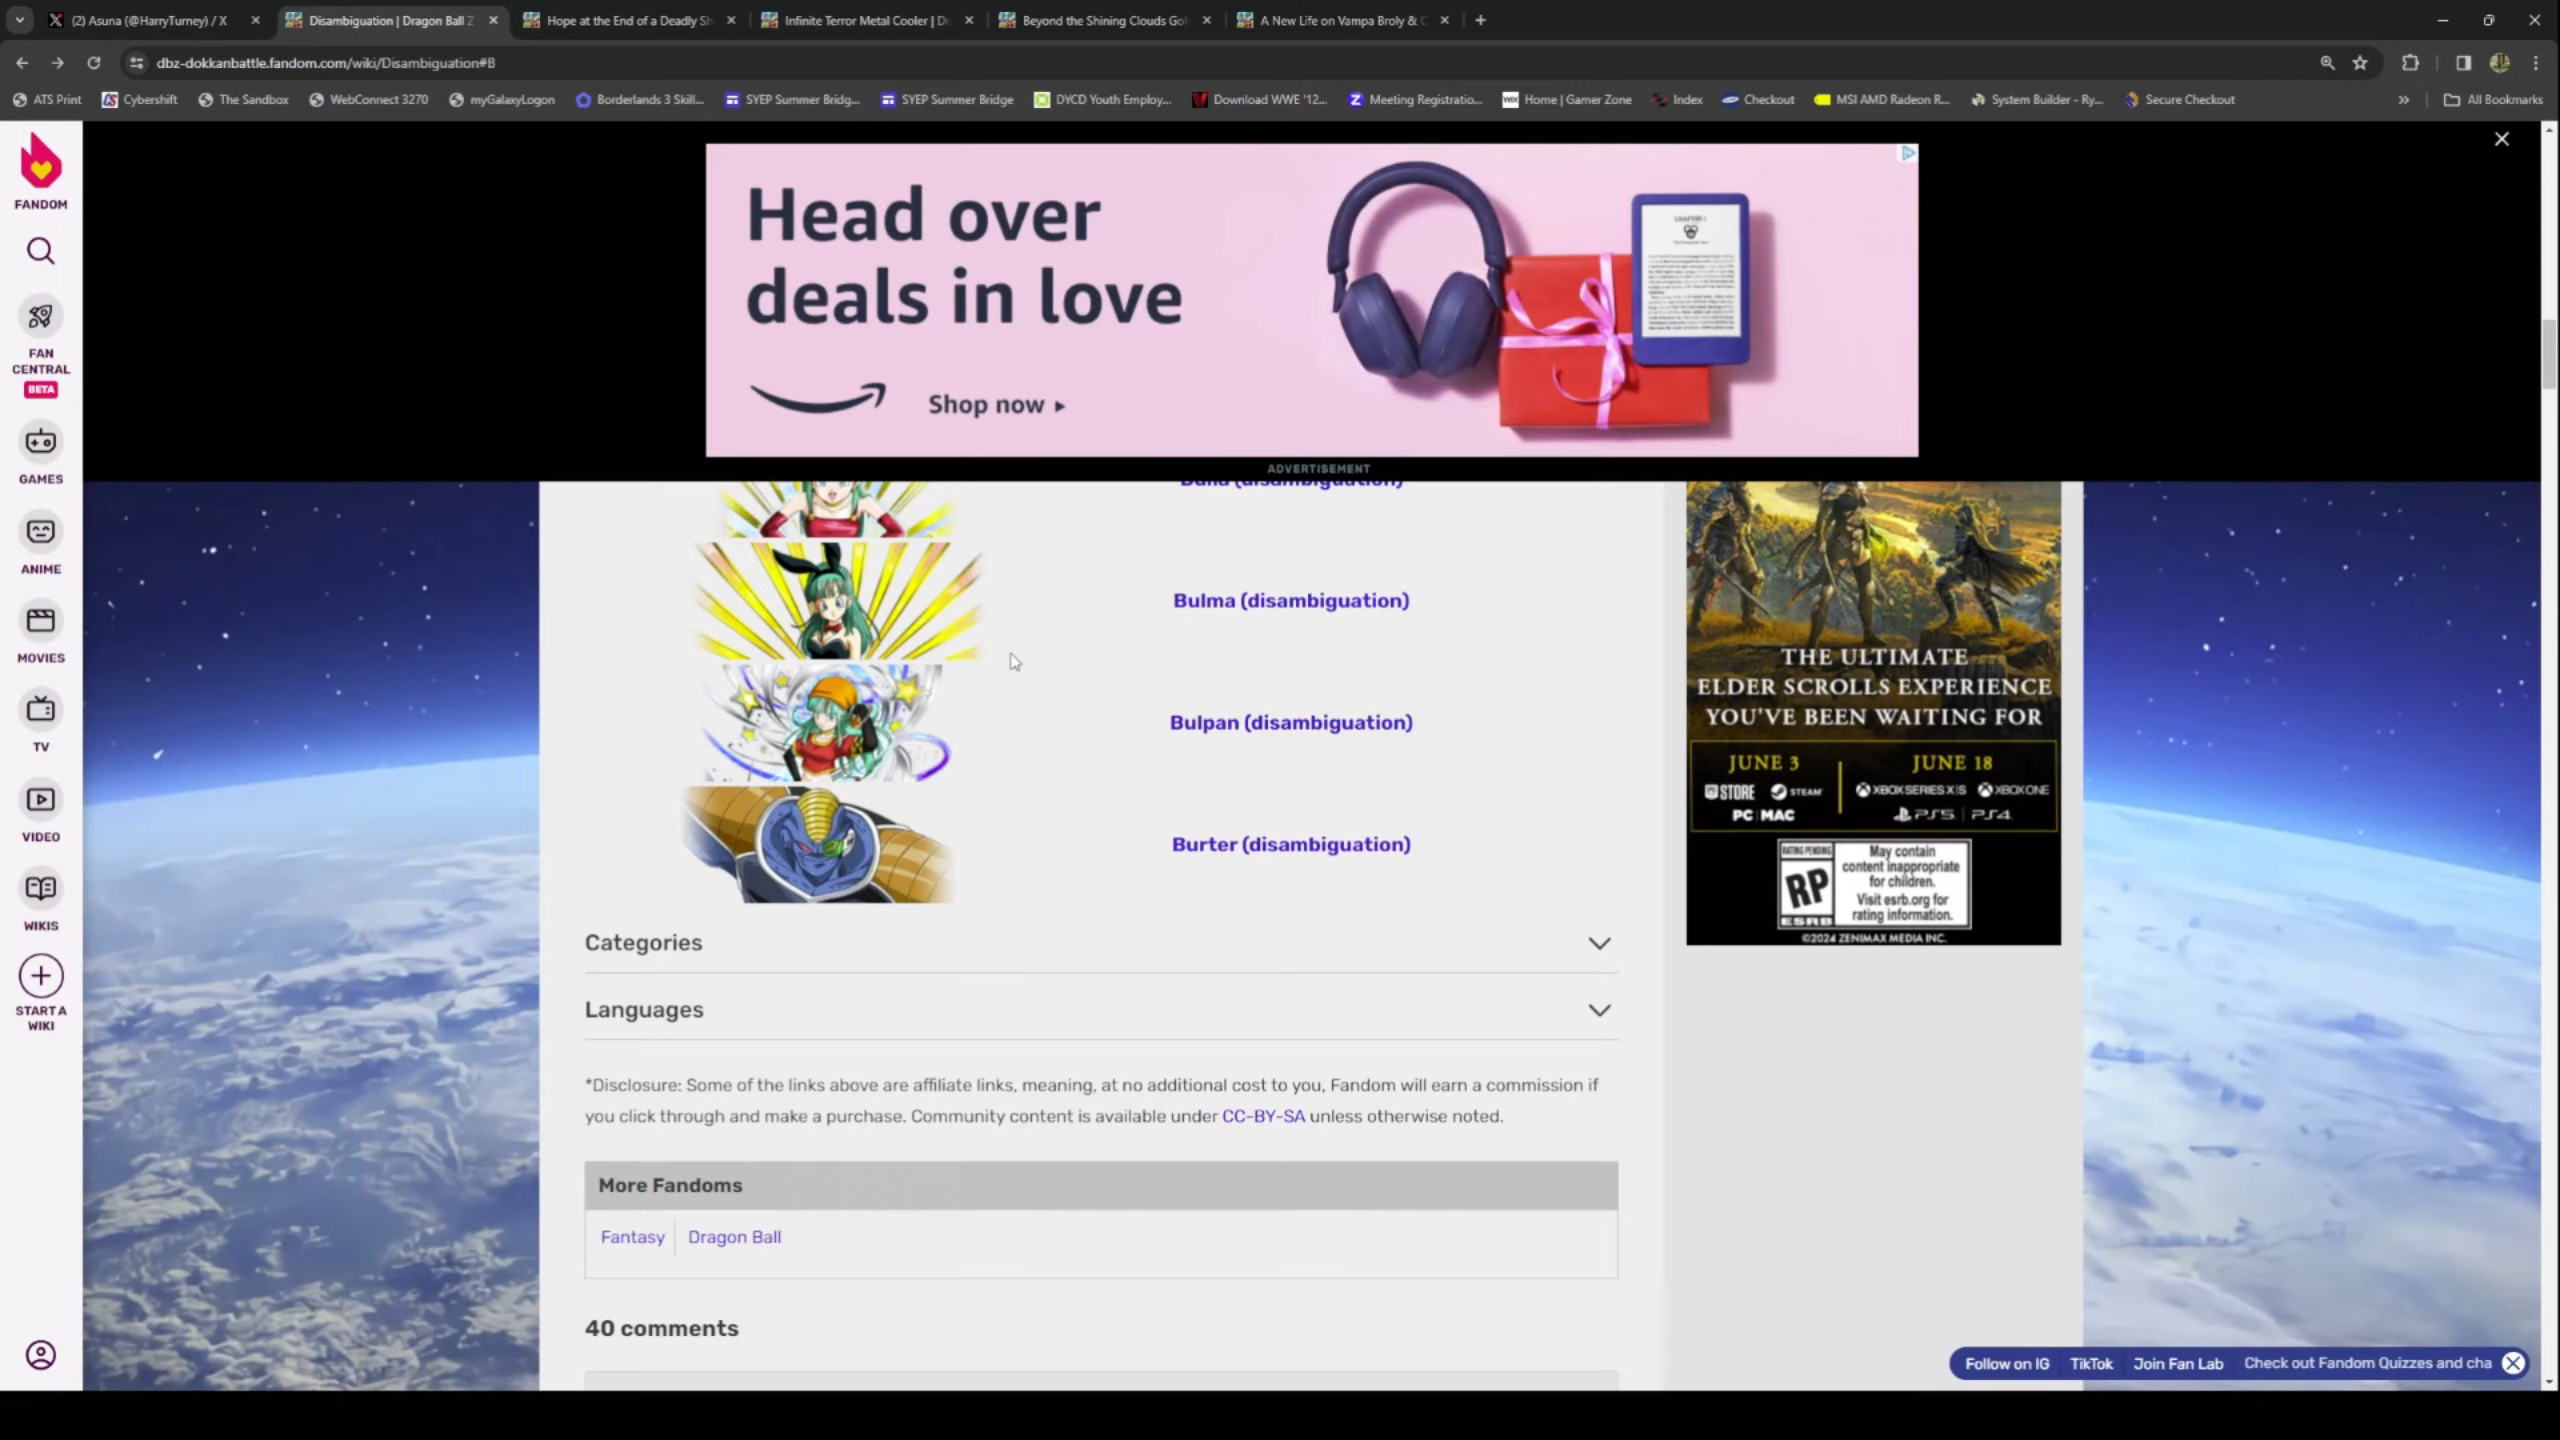 (2) Asuna (@HarryTurney) / X
Disambiguation | Dragon Ball Z
Hope at the End of a Deadly Sh
Infinite Terror Metal Cooler | Dr
Beyond the Shining Clouds Go
A New Life on Vampa Broly & C
dbz-dokkanbattle.fandom.com/wiki/Disambiguation#B
ATS Print
Cybershift
The Sandbox
WebConnect 3270
myGalaxyLogon
Borderlands 3 Skill...
SYEP Summer Bridg...
SYEP Summer Bridge
DYCD Youth Employ...
Download WWE '12...
Meeting Registratio...
Home | Gamer Zone
Index
Checkout
MSI AMD Radeon R...
System Builder - Ry...
Secure Checkout
All Bookmarks
FANDOM
FAN
CENTRAL
BETA
GAMES
ANIME
MOVIES
TV
VIDEO
WIKIS
START A
WIKI
Head over
deals in love
Shop now
CHAPTER 1
ADVERTISEMENT
(disambiguation)
Bulma (disambiguation)
Bulpan (disambiguation)
Burter (disambiguation)
Categories
Languages
*Disclosure: Some of the links above are affiliate links, meaning, at no additional cost to you, Fandom will earn a commission if
you click through and make a purchase. Community content is available under CC-BY-SA unless otherwise noted.
More Fandoms
Fantasy
Dragon Ball
40 comments
THE ULTIMATE
ELDER SCROLLS EXPERIENCE
YOU'VE BEEN WAITING FOR
JUNE 3
JUNE 18
STORE STEAM
XBOX SERIES X|S XBOX ONE
PC | MAC
PS5 | PS4
RATING PENDING
RP
ESRB
May contain
content inappropriate
for children.
Visit esrb.org for
rating information.
©2024 ZENIMAX MEDIA INC.
Follow on IG
TikTok
Join Fan Lab
Check out Fandom Quizzes and cha